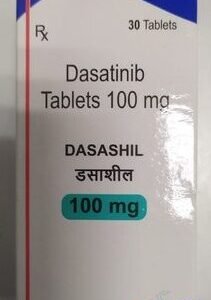 Rx
30 Tablets
Dasatinib
Tablets 100 mg
DASASHIL
डसाशील
100 mg